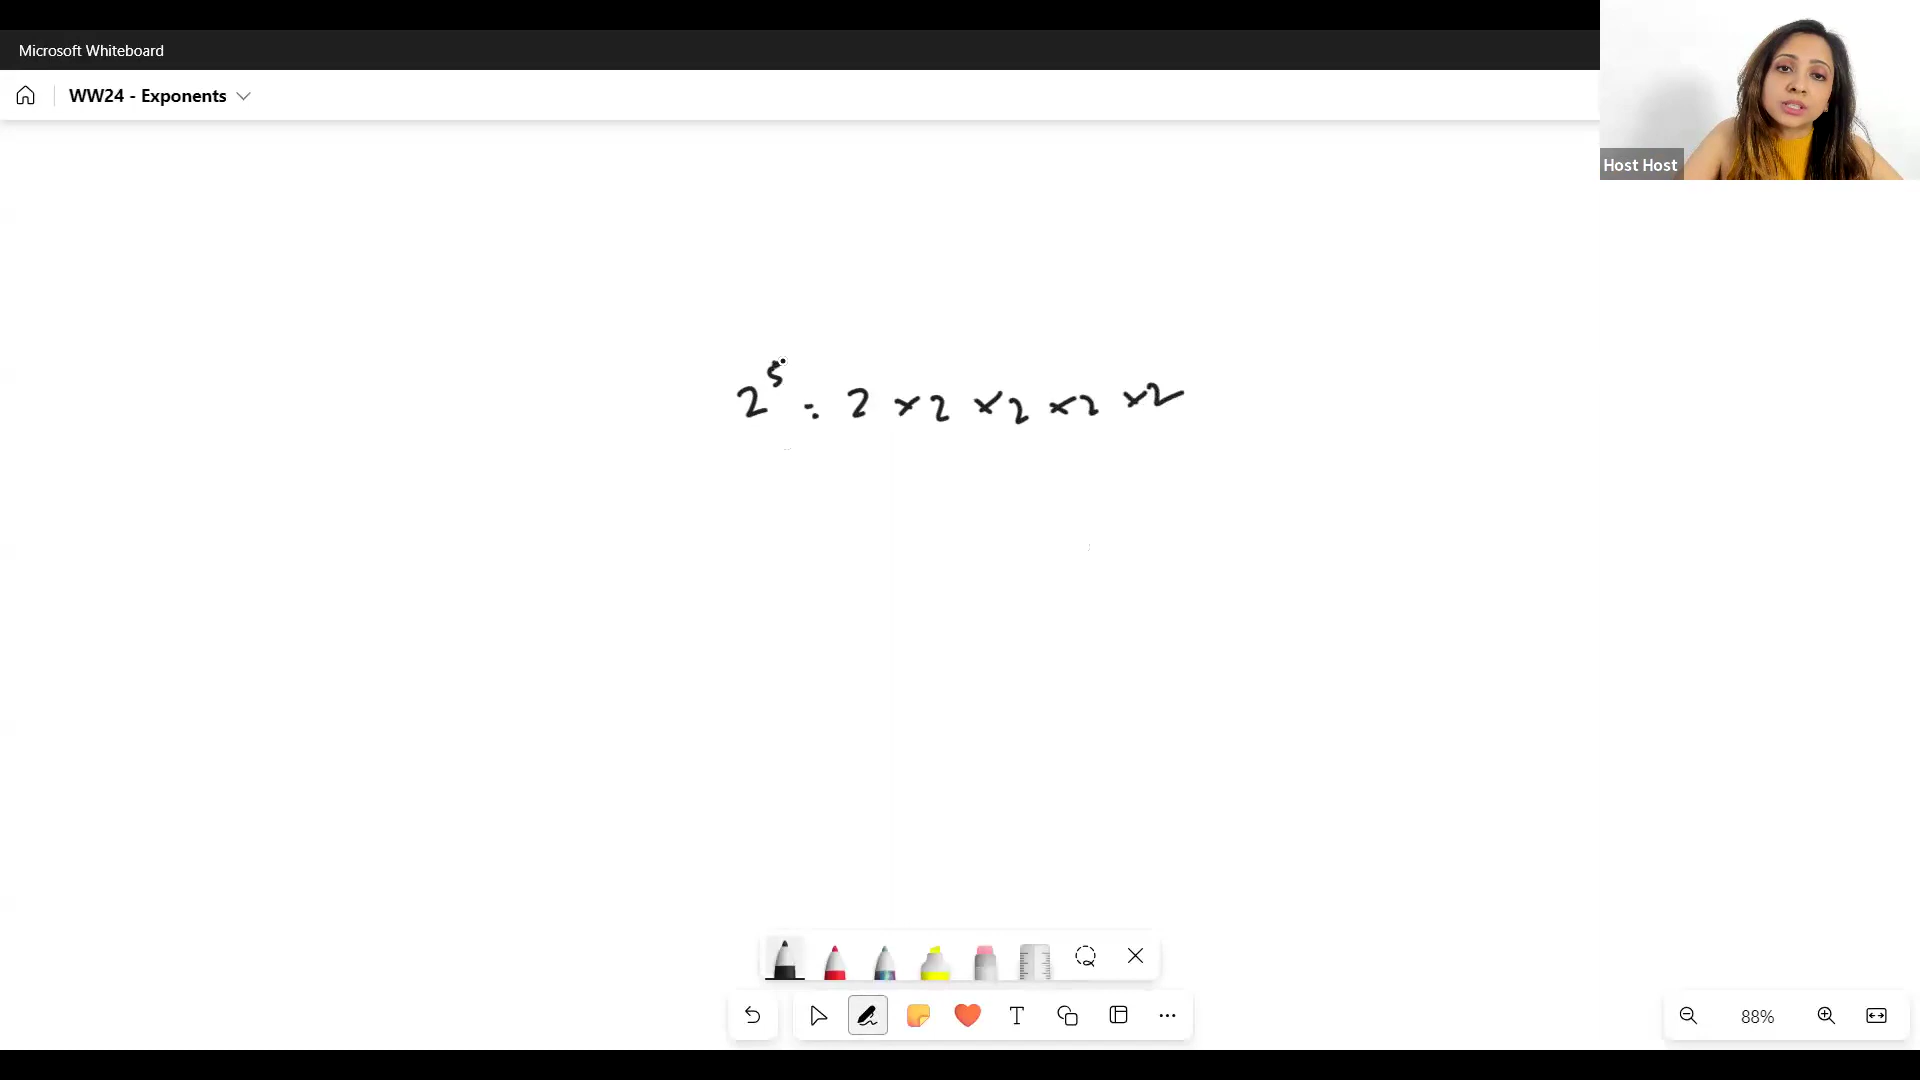 Microsoft Whiteboard
WW24 - Exponents
Host Host
2⁵ = 2 × 2 × 2 × 2 × 2
T
88%